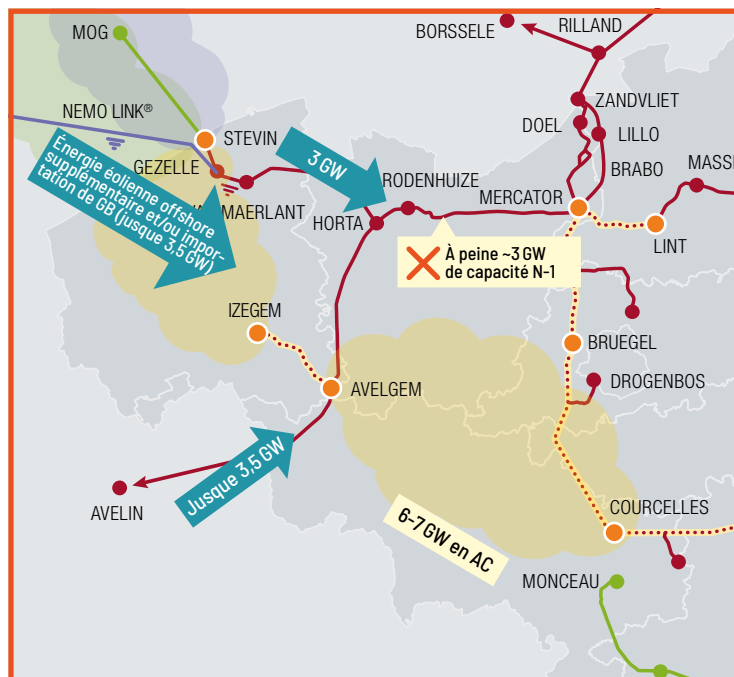 MOG
BORSSELE
RILLAND
NEMO LINK®
STEVIN
ZANDVLIET
DOEL
LILLO
GEZELLE
BRABO
MASS
Énergie éolienne offshore
supplémentaire et/ou impor-
tation de GB (jusque 3,5 GW)
3 GW
RODENHUIZE
MERCATOR
MAERLANT
HORTA
LINT
À peine ~3 GW
de capacité N-1
IZEGEM
BRUEGEL
AVELGEM
DROGENBOS
Jusque 3,5 GW
AVELIN
COURCELLES
6-7 GW en AC
MONCEAU